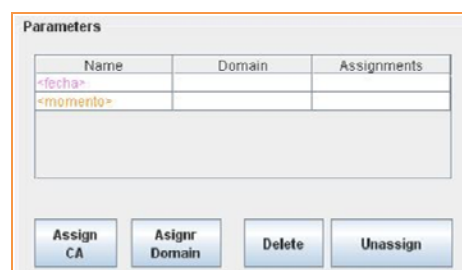 Parameters
Name Domain Assignments
<fecha>
<momento>
Assign CA Asignr Domain Delete Unassign